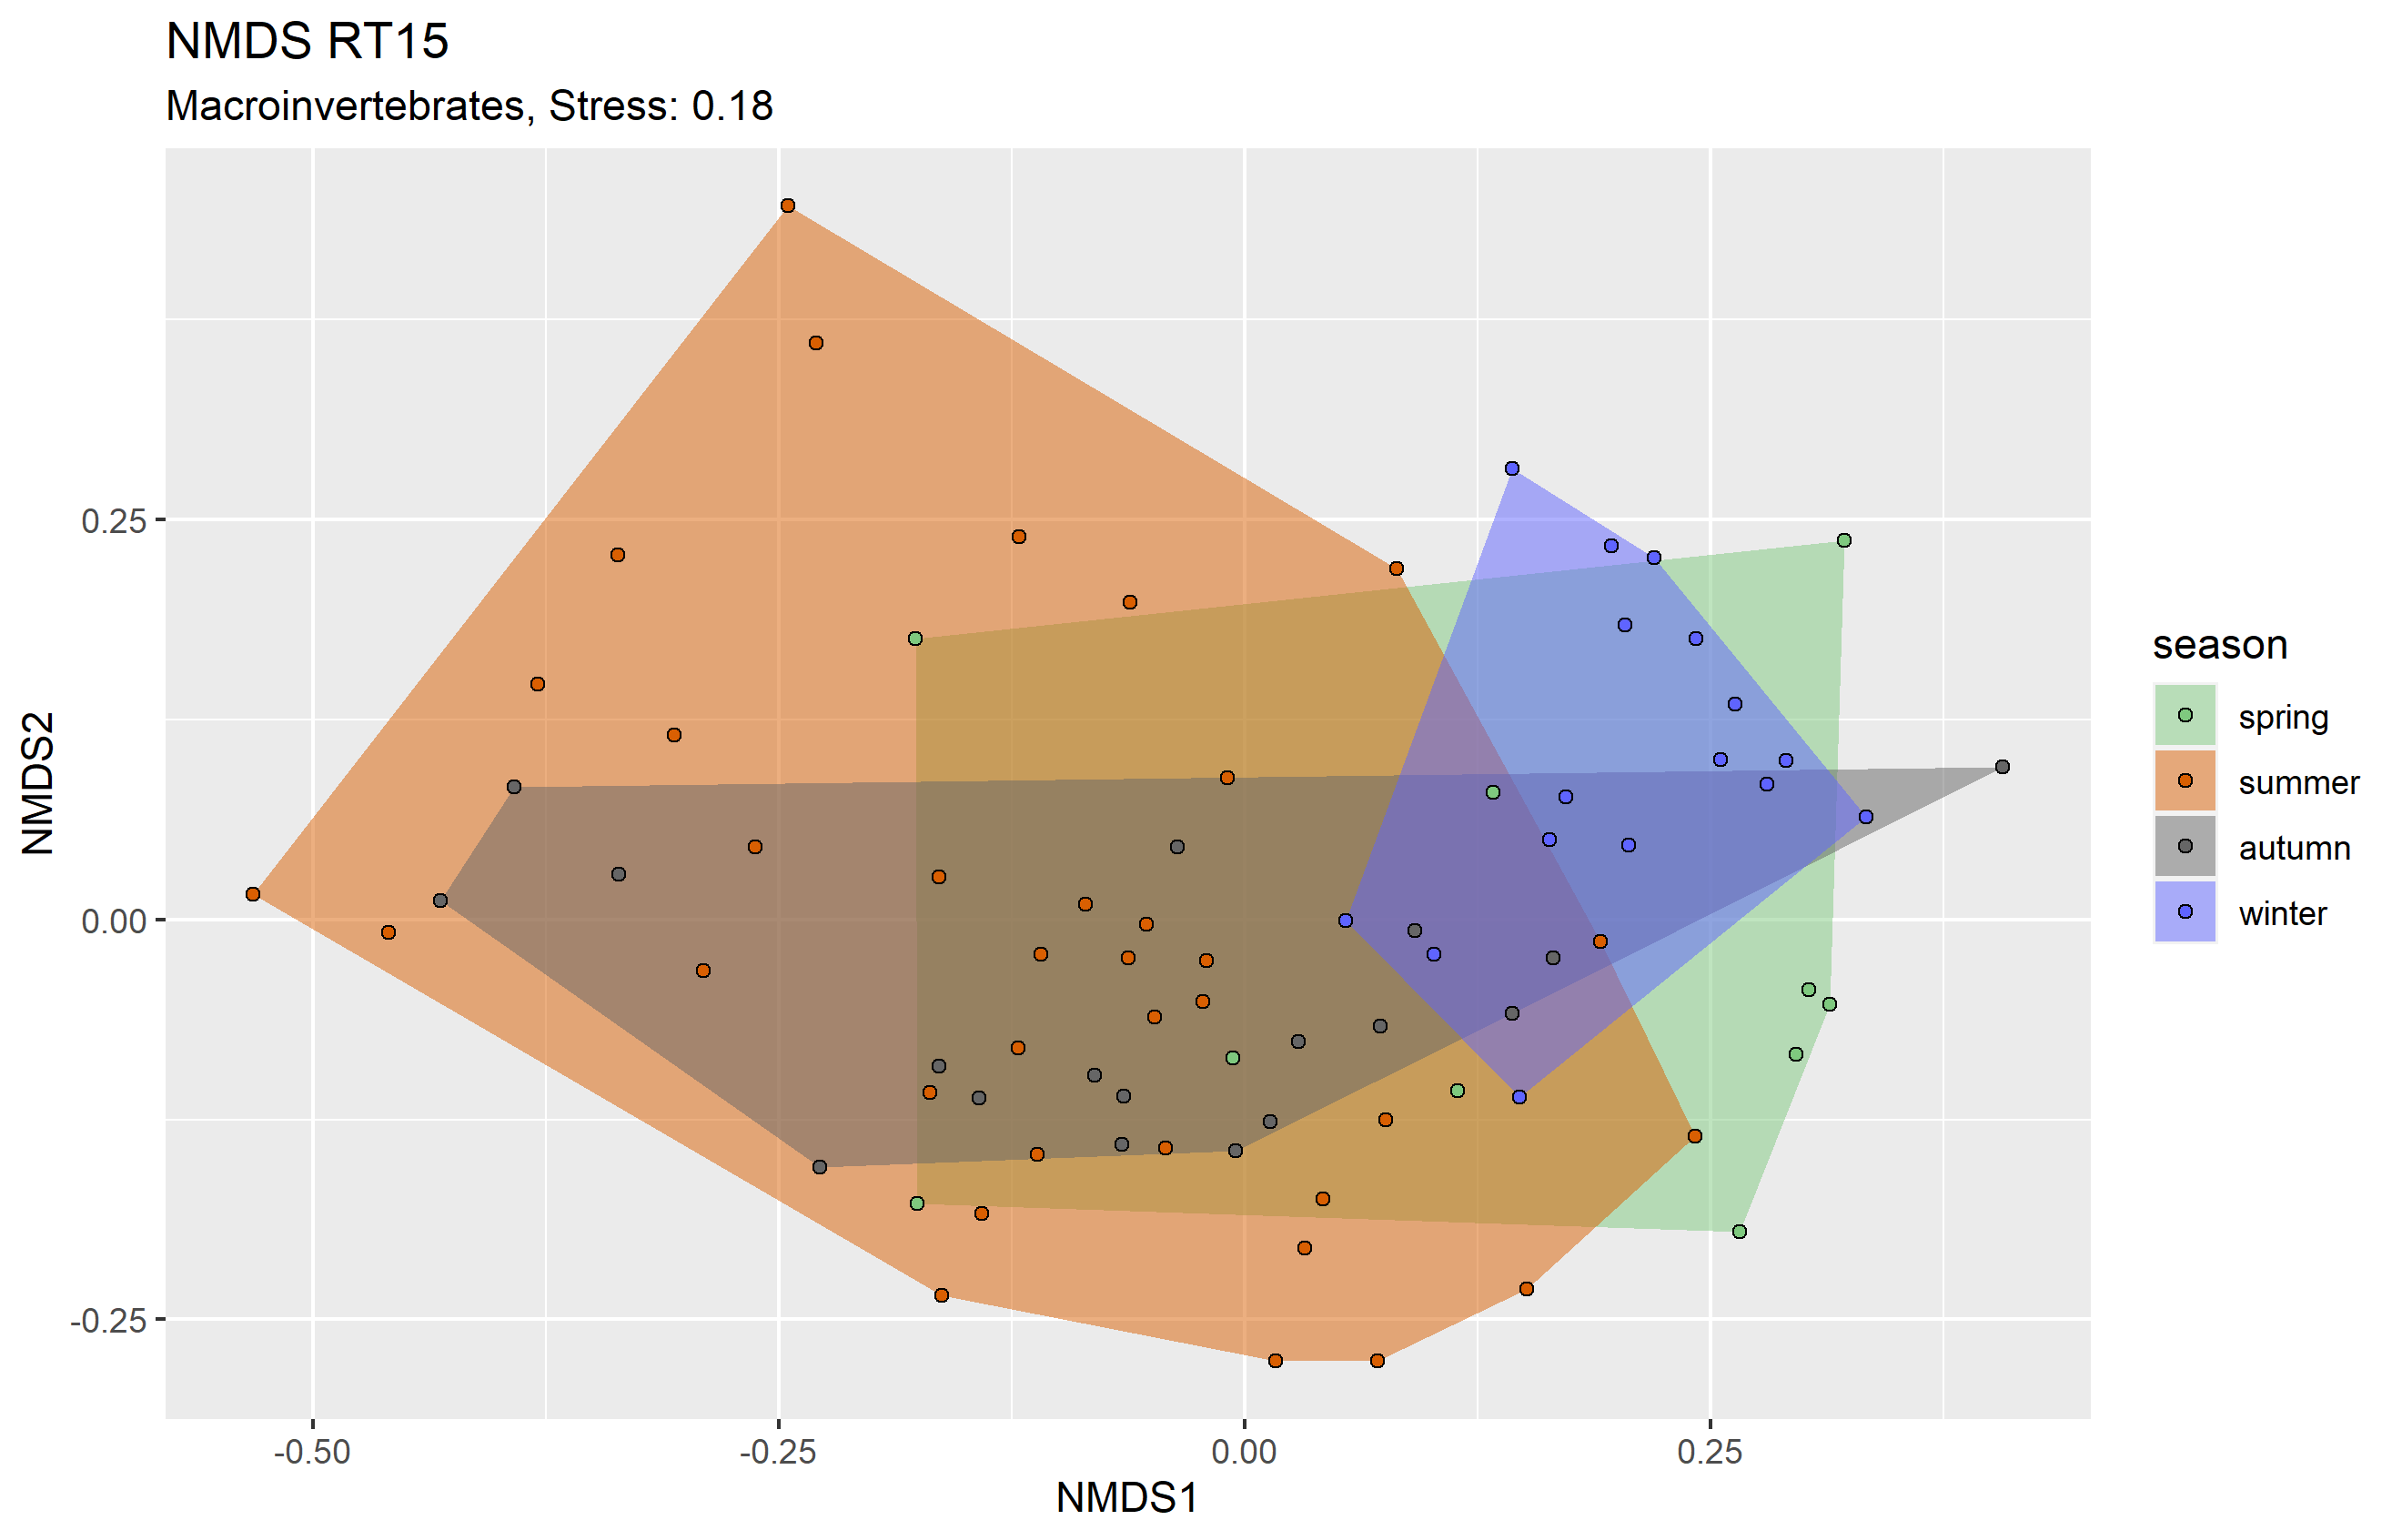 NMDS RT15
Macroinvertebrates, Stress: 0.18
NMDS2
0.25
0.00
-0.25
-0.50
-0.25
0.00
0.25
NMDS1
season
spring
summer
autumn
winter